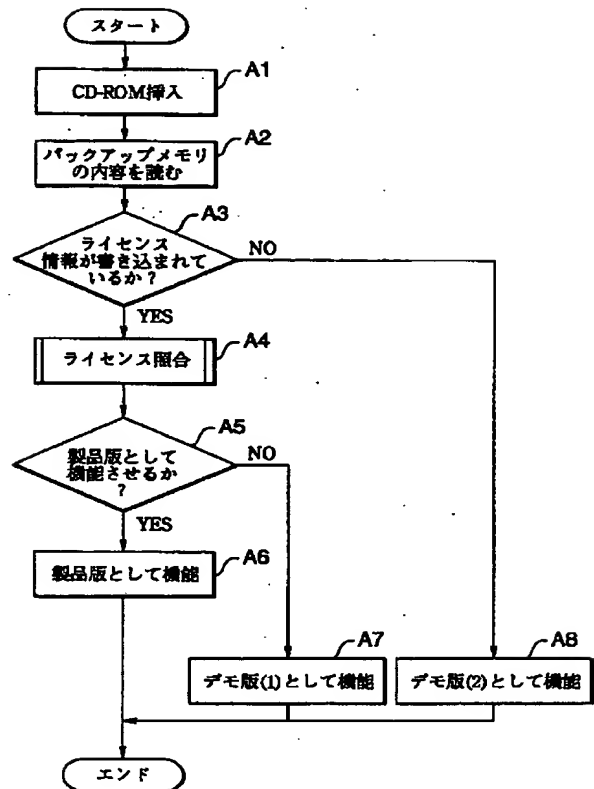 スタート
A1
CD-ROM挿入
A2
バックアップメモリ
の内容を読む
A3
ライセンス
情報が書き込まれて
いるか？
NO
YES
A4
ライセンス照合
A5
製品版として
機能させるか
？
NO
YES
A6
製品版として機能
A7
デモ版(1)として機能
A8
デモ版(2)として機能
エンド